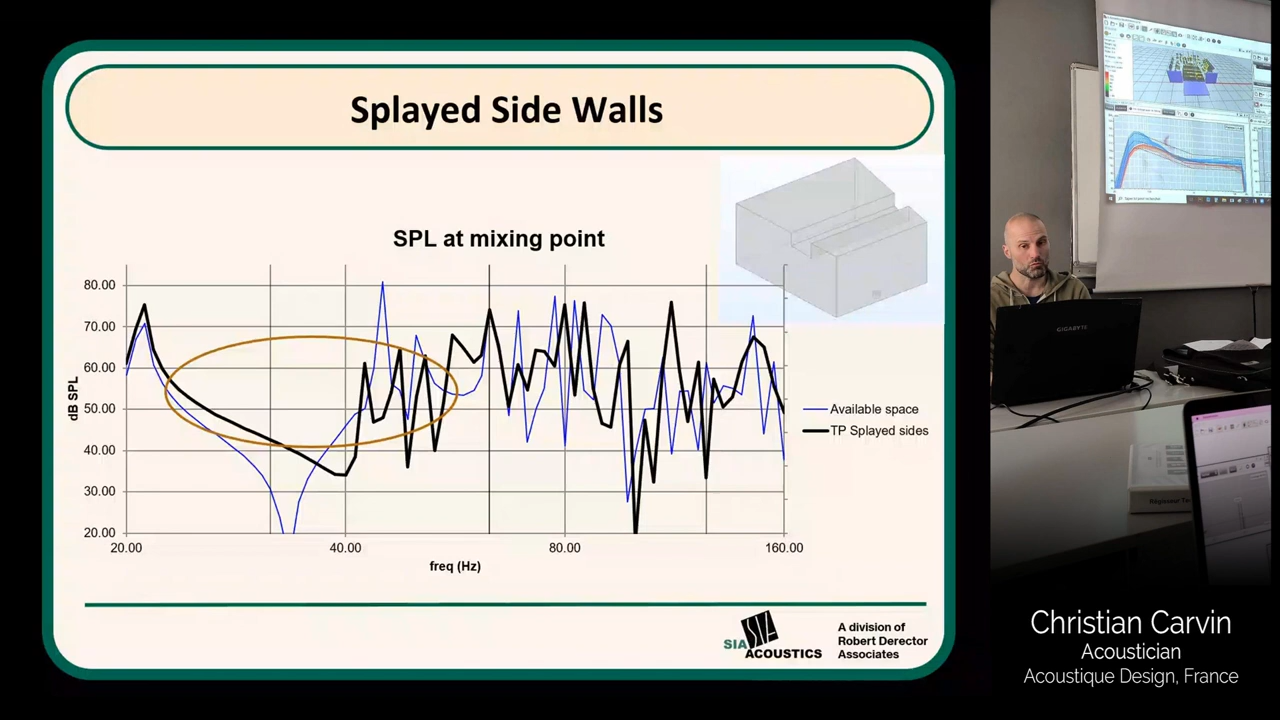 Splayed Side Walls
SPL at mixing point
dB SPL
80.00
70.00
60.00
50.00
40.00
30.00
20.00
20.00
40.00
80.00
160.00
freq (Hz)
Available space
TP Splayed sides
SIA
ACOUSTICS
A division of
Robert Derector
Associates
GIGABYTE
Christian Carvin
Acoustician
Acoustique Design, France